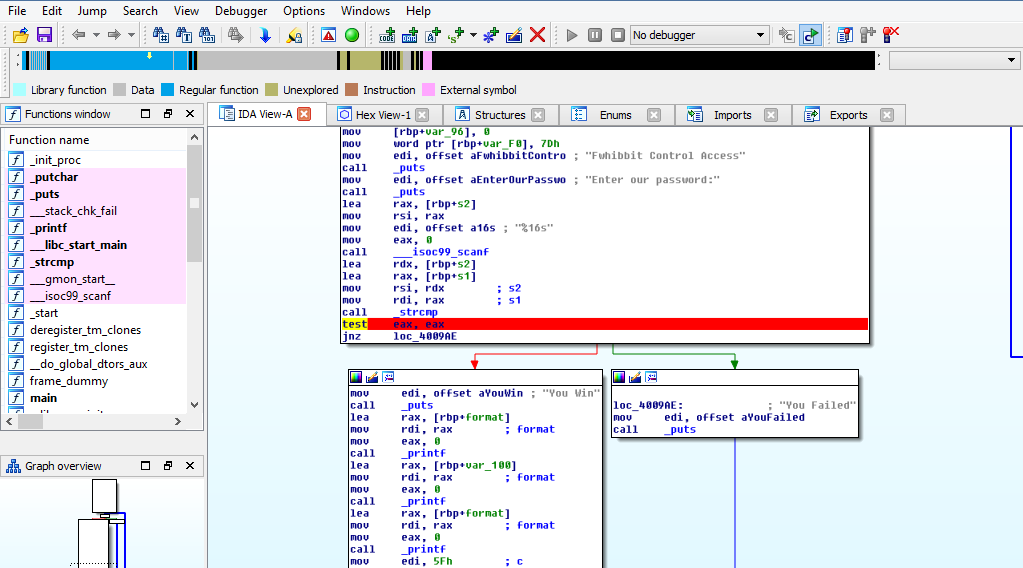 File Edit Jump Search View Debugger Options Windows Help
No debugger
Library function Data Regular function Unexplored Instruction External symbol
Functions window
IDA View-A Hex View-1 Structures Enums Imports Exports
Function name
_init_proc
_putchar
_puts
___stack_chk_fail
_printf
___libc_start_main
_strcmp
___gmon_start__
___isoc99_scanf
_start
deregister_tm_clones
register_tm_clones
__do_global_dtors_aux
frame_dummy
main
Graph overview
mov [rbp+var_96], 0
mov word ptr [rbp+var_F0], 7Dh
mov edi, offset aFwhibbitContro ; "Fwhibbit Control Access"
call _puts
mov edi, offset aEnterOurPasswo ; "Enter our password:"
call _puts
lea rax, [rbp+s2]
mov rsi, rax
mov edi, offset a16s ; "%16s"
mov eax, 0
call ___isoc99_scanf
lea rdx, [rbp+s2]
lea rax, [rbp+s1]
mov rsi, rdx ; s2
mov rdi, rax ; s1
call _strcmp
test eax, eax
jnz loc_4009AE
mov edi, offset aYouWin ; "You Win"
call _puts
lea rax, [rbp+format]
mov rdi, rax ; format
mov eax, 0
call _printf
lea rax, [rbp+var_100]
mov rdi, rax ; format
mov eax, 0
call _printf
lea rax, [rbp+format]
mov rdi, rax ; format
mov eax, 0
call _printf
mov edi, 5Fh ; c
loc_4009AE: ; "You Failed"
mov edi, offset aYouFailed
call _puts